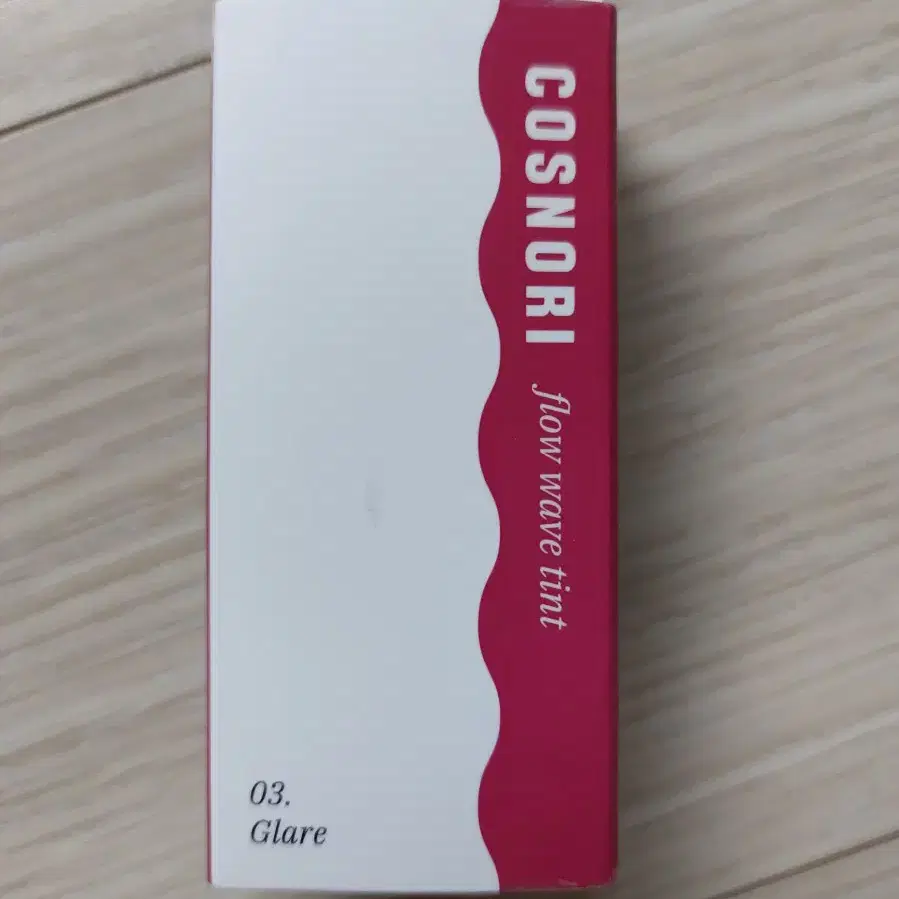 COSNORI flow wave tint
03.
Glare